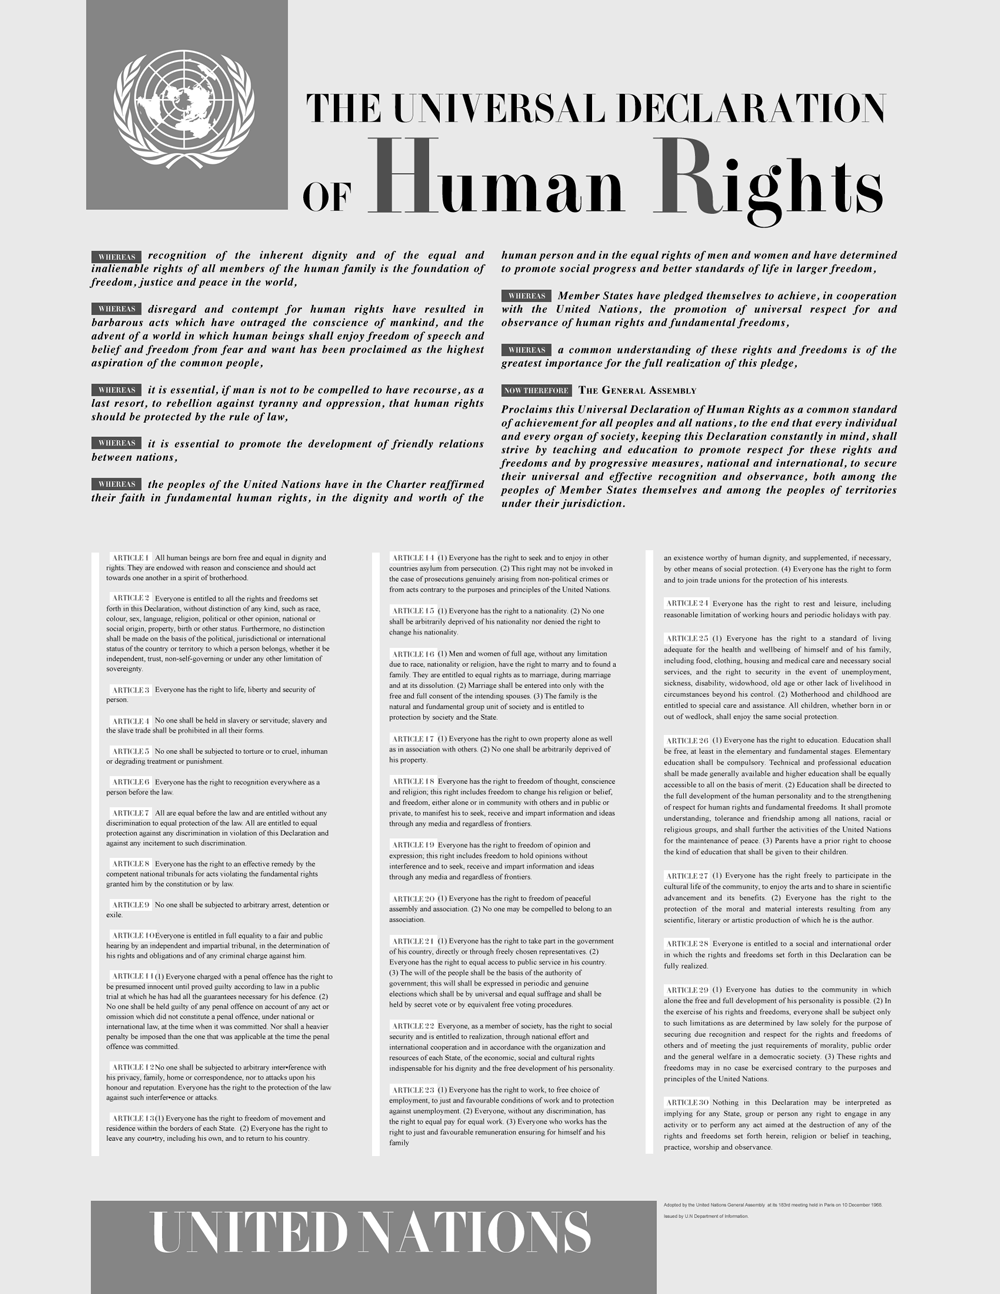 THE UNIVERSAL DECLARATION
OF Human Rights
WHEREAS recognition of the inherent dignity and of the equal and
inalienable rights of all members of the human family is the foundation of
freedom, justice and peace in the world,
WHEREAS disregard and contempt for human rights have resulted in
barbarous acts which have outraged the conscience of mankind, and the
advent of a world in which human beings shall enjoy freedom of speech and
belief and freedom from fear and want has been proclaimed as the highest
aspiration of the common people,
WHEREAS it is essential, if man is not to be compelled to have recourse, as a
last resort, to rebellion against tyranny and oppression, that human rights
should be protected by the rule of law,
WHEREAS it is essential to promote the development of friendly relations
between nations,
WHEREAS the peoples of the United Nations have in the Charter reaffirmed
their faith in fundamental human rights, in the dignity and worth of the
human person and in the equal rights of men and women and have determined
to promote social progress and better standards of life in larger freedom,
WHEREAS Member States have pledged themselves to achieve, in cooperation
with the United Nations, the promotion of universal respect for and
observance of human rights and fundamental freedoms,
WHEREAS a common understanding of these rights and freedoms is of the
greatest importance for the full realization of this pledge,
NOW THEREFORE THE GENERAL ASSEMBLY
Proclaims this Universal Declaration of Human Rights as a common standard
of achievement for all peoples and all nations, to the end that every individual
and every organ of society, keeping this Declaration constantly in mind, shall
strive by teaching and education to promote respect for these rights and
freedoms and by progressive measures, national and international, to secure
their universal and effective recognition and observance, both among the
peoples of Member States themselves and among the peoples of territories
under their jurisdiction.
ARTICLE 1 All human beings are born free and equal in dignity and
rights. They are endowed with reason and conscience and should act
towards one another in a spirit of brotherhood.
ARTICLE 2 Everyone is entitled to all the rights and freedoms set
forth in this Declaration, without distinction of any kind, such as race,
colour, sex, language, religion, political or other opinion, national or
social origin, property, birth or other status. Furthermore, no distinction
shall be made on the basis of the political, jurisdictional or international
status of the country or territory to which a person belongs, whether it be
independent, trust, non-self-governing or under any other limitation of
sovereignty.
ARTICLE 3 Everyone has the right to life, liberty and security of
person.
ARTICLE 4 No one shall be held in slavery or servitude; slavery and
the slave trade shall be prohibited in all their forms.
ARTICLE 5 No one shall be subjected to torture or to cruel, inhuman
or degrading treatment or punishment.
ARTICLE 6 Everyone has the right to recognition everywhere as a
person before the law.
ARTICLE 7 All are equal before the law and are entitled without any
discrimination to equal protection of the law. All are entitled to equal
protection against any discrimination in violation of this Declaration and
against any incitement to such discrimination.
ARTICLE 8 Everyone has the right to an effective remedy by the
competent national tribunals for acts violating the fundamental rights
granted him by the constitution or by law.
ARTICLE 9 No one shall be subjected to arbitrary arrest, detention or
exile.
ARTICLE 10 Everyone is entitled in full equality to a fair and public
hearing by an independent and impartial tribunal, in the determination of
his rights and obligations and of any criminal charge against him.
ARTICLE 11 (1) Everyone charged with a penal offence has the right to
be presumed innocent until proved guilty according to law in a public
trial at which he has had all the guarantees necessary for his defence. (2)
No one shall be held guilty of any penal offence on account of any act or
omission which did not constitute a penal offence, under national or
international law, at the time when it was committed. Nor shall a heavier
penalty be imposed than the one that was applicable at the time the penal
offence was committed.
ARTICLE 12 No one shall be subjected to arbitrary inter•ference with
his privacy, family, home or correspondence, nor to attacks upon his
honour and reputation. Everyone has the right to the protection of the law
against such interfer•ence or attacks.
ARTICLE 13 (1) Everyone has the right to freedom of movement and
residence within the borders of each State. (2) Everyone has the right to
leave any coun•try, including his own, and to return to his country.
ARTICLE 14 (1) Everyone has the right to seek and to enjoy in other
countries asylum from persecution. (2) This right may not be invoked in
the case of prosecutions genuinely arising from non-political crimes or
from acts contrary to the purposes and principles of the United Nations.
ARTICLE 15 (1) Everyone has the right to a nationality. (2) No one
shall be arbitrarily deprived of his nationality nor denied the right to
change his nationality.
ARTICLE 16 (1) Men and women of full age, without any limitation
due to race, nationality or religion, have the right to marry and to found a
family. They are entitled to equal rights as to marriage, during marriage
and at its dissolution. (2) Marriage shall be entered into only with the
free and full consent of the intending spouses. (3) The family is the
natural and fundamental group unit of society and is entitled to
protection by society and the State.
ARTICLE 17 (1) Everyone has the right to own property alone as well
as in association with others. (2) No one shall be arbitrarily deprived of
his property.
ARTICLE 18 Everyone has the right to freedom of thought, conscience
and religion; this right includes freedom to change his religion or belief,
and freedom, either alone or in community with others and in public or
private, to manifest his to seek, receive and impart information and ideas
through any media and regardless of frontiers.
ARTICLE 19 Everyone has the right to freedom of opinion and
expression; this right includes freedom to hold opinions without
interference and to seek, receive and impart information and ideas
through any media and regardless of frontiers.
ARTICLE 20 (1) Everyone has the right to freedom of peaceful
assembly and association. (2) No one may be compelled to belong to an
association.
ARTICLE 21 (1) Everyone has the right to take part in the government
of his country, directly or through freely chosen representatives. (2)
Everyone has the right to equal access to public service in his country.
(3) The will of the people shall be the basis of the authority of
government; this will shall be expressed in periodic and genuine
elections which shall be by universal and equal suffrage and shall be
held by secret vote or by equivalent free voting procedures.
ARTICLE 22 Everyone, as a member of society, has the right to social
security and is entitled to realization, through national effort and
international cooperation and in accordance with the organization and
resources of each State, of the economic, social and cultural rights
indispensable for his dignity and the free development of his personality.
ARTICLE 23 (1) Everyone has the right to work, to free choice of
employment, to just and favourable conditions of work and to protection
against unemployment. (2) Everyone, without any discrimination, has
the right to equal pay for equal work. (3) Everyone who works has the
right to just and favourable remuneration ensuring for himself and his
family
an existence worthy of human dignity, and supplemented, if necessary,
by other means of social protection. (4) Everyone has the right to form
and to join trade unions for the protection of his interests.
ARTICLE 24 Everyone has the right to rest and leisure, including
reasonable limitation of working hours and periodic holidays with pay.
ARTICLE 25 (1) Everyone has the right to a standard of living
adequate for the health and wellbeing of himself and of his family,
including food, clothing, housing and medical care and necessary social
services, and the right to security in the event of unemployment,
sickness, disability, widowhood, old age or other lack of livelihood in
circumstances beyond his control. (2) Motherhood and childhood are
entitled to special care and assistance. All children, whether born in or
out of wedlock, shall enjoy the same social protection.
ARTICLE 26 (1) Everyone has the right to education. Education shall
be free, at least in the elementary and fundamental stages. Elementary
education shall be compulsory. Technical and professional education
shall be made generally available and higher education shall be equally
accessible to all on the basis of merit. (2) Education shall be directed to
the full development of the human personality and to the strengthening
of respect for human rights and fundamental freedoms. It shall promote
understanding, tolerance and friendship among all nations, racial or
religious groups, and shall further the activities of the United Nations
for the maintenance of peace. (3) Parents have a prior right to choose
the kind of education that shall be given to their children.
ARTICLE 27 (1) Everyone has the right freely to participate in the
cultural life of the community, to enjoy the arts and to share in scientific
advancement and its benefits. (2) Everyone has the right to the
protection of the moral and material interests resulting from any
scientific, literary or artistic production of which he is the author.
ARTICLE 28 Everyone is entitled to a social and international order
in which the rights and freedoms set forth in this Declaration can be
fully realized.
ARTICLE 29 (1) Everyone has duties to the community in which
alone the free and full development of his personality is possible. (2) In
the exercise of his rights and freedoms, everyone shall be subject only
to such limitations as are determined by law solely for the purpose of
securing due recognition and respect for the rights and freedoms of
others and of meeting the just requirements of morality, public order
and the general welfare in a democratic society. (3) These rights and
freedoms may in no case be exercised contrary to the purposes and
principles of the United Nations.
ARTICLE 30 Nothing in this Declaration may be interpreted as
implying for any State, group or person any right to engage in any
activity or to perform any act aimed at the destruction of any of the
rights and freedoms set forth herein, religion or belief in teaching,
practice, worship and observance.
UNITED NATIONS
Adopted by the United Nations General Assembly at its 183rd meeting held in Paris on 10 December 1969.
Issued by U.N Department of Information.